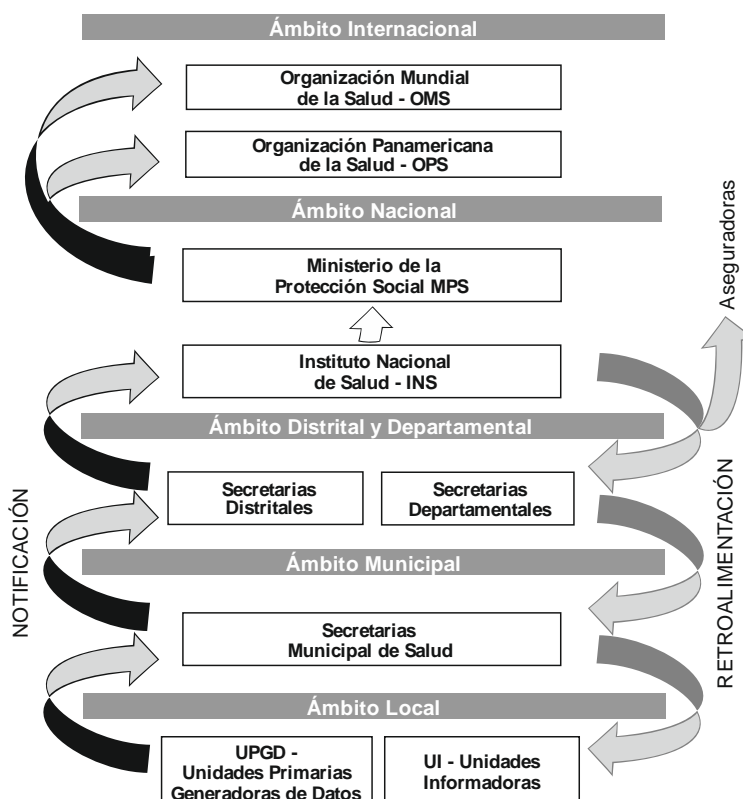 Ámbito Internacional
Organización Mundial
de la Salud - OMS
Organización Panamericana
de la Salud - OPS
Ámbito Nacional
Ministerio de la
Protección Social MPS
Aseguradoras
Instituto Nacional
de Salud - INS
Ámbito Distrital y Departamental
Secretarias
Distritales
Secretarias
Departamentales
NOTIFICACIÓN
RETROALIMENTACIÓN
Ámbito Municipal
Secretarias
Municipal de Salud
Ámbito Local
UPGD -
Unidades Primarias
Generadoras de Datos
UI - Unidades
Informadoras